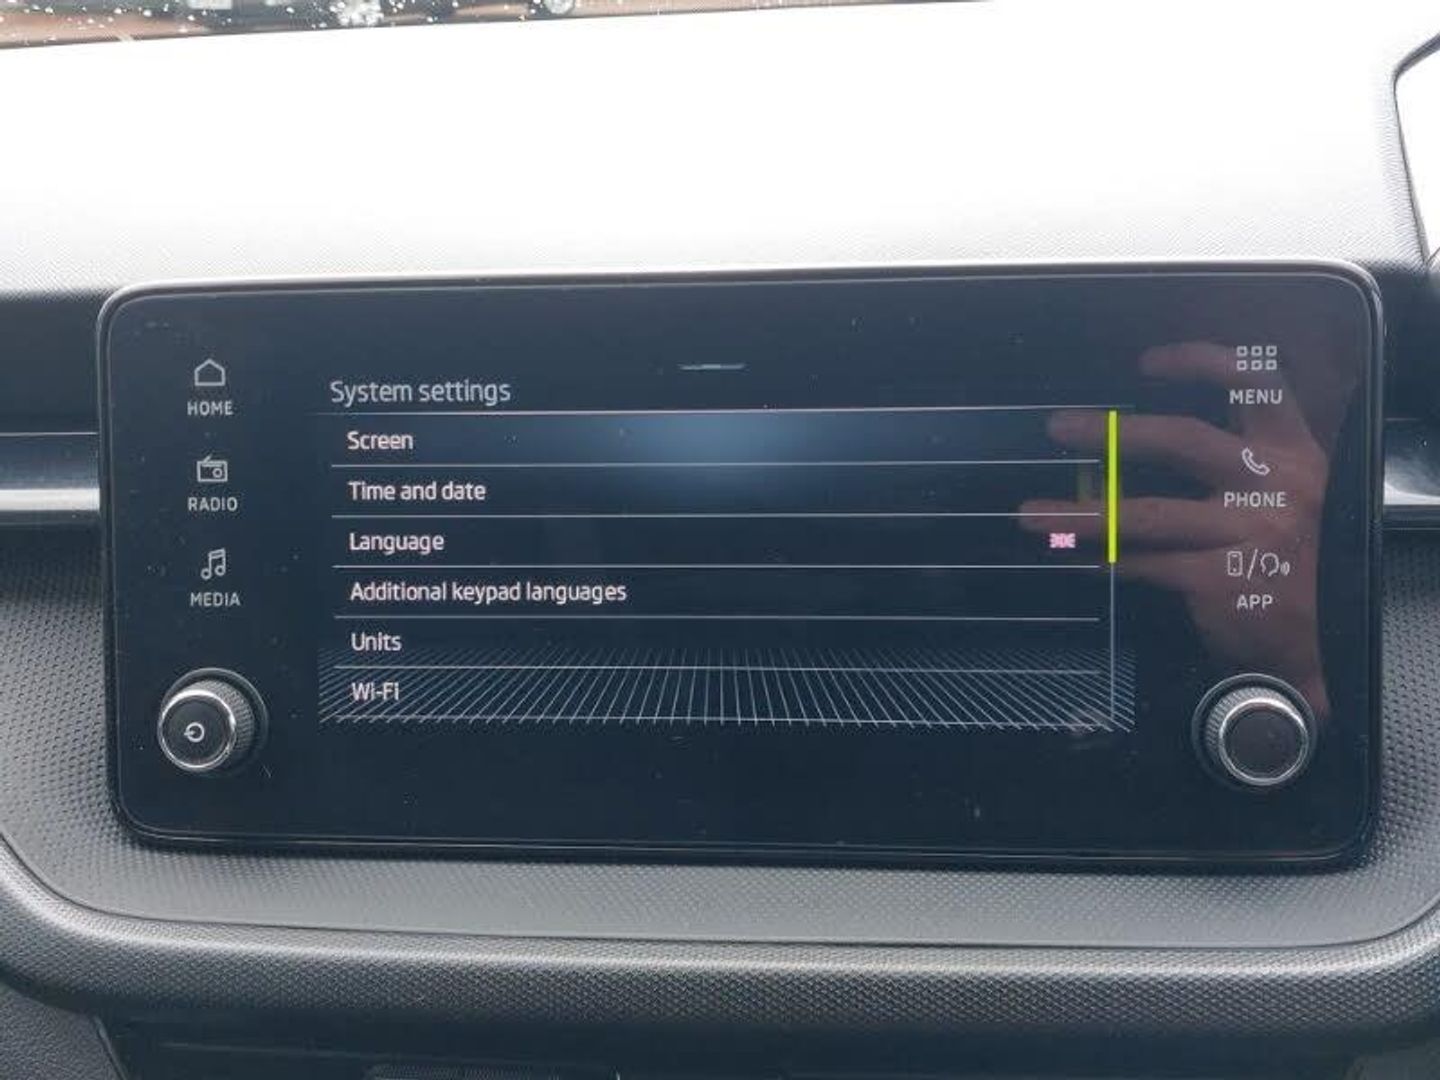 HOME
RADIO
MEDIA
System settings
Screen
Time and date
Language
Additional keypad languages
Units
Wi-Fi
MENU
PHONE
APP